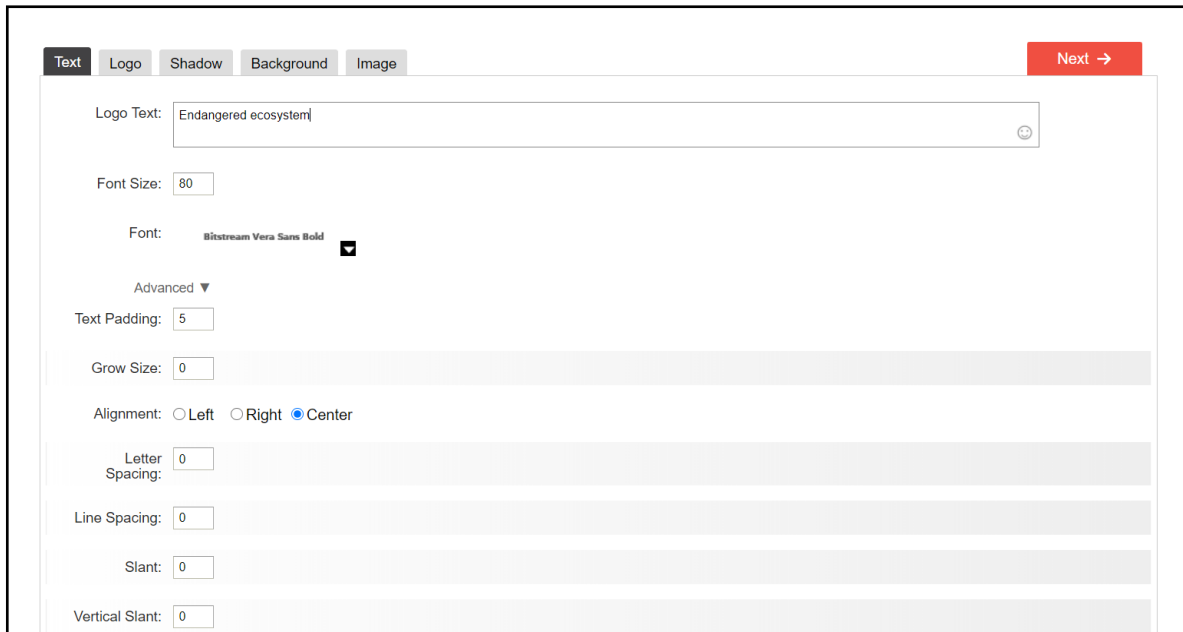 Text Logo Shadow Background Image Next →
Logo Text: Endangered ecosystem
Font Size: 80
Font: Bitstream Vera Sans Bold
Advanced ▼
Text Padding: 5
Grow Size: 0
Alignment: Left Right Center
Letter Spacing: 0
Line Spacing: 0
Slant: 0
Vertical Slant: 0